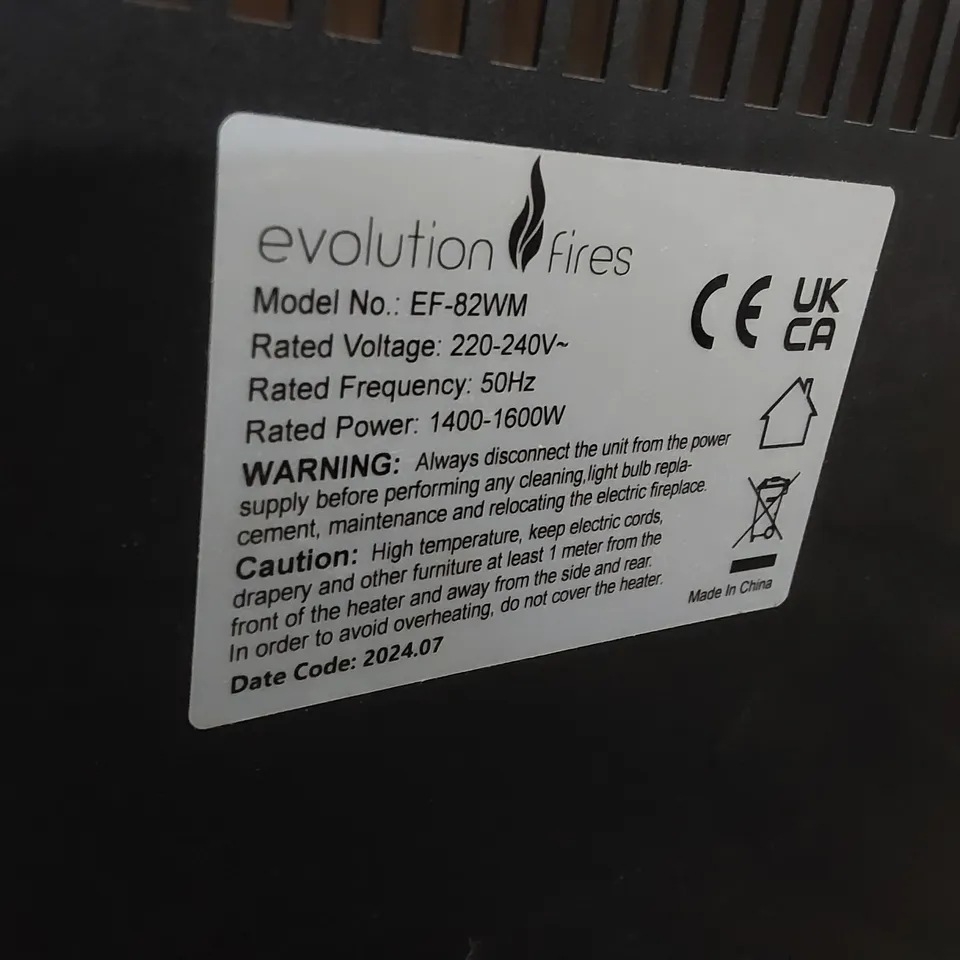 evolution fires
Model No.: EF-82WM
Rated Voltage: 220-240V~
Rated Frequency: 50Hz
Rated Power: 1400-1600W
CE UK
CA
WARNING: Always disconnect the unit from the power
supply before performing any cleaning,light bulb repla-
cement, maintenance and relocating the electric fireplace.
Caution: High temperature, keep electric cords,
drapery and other furniture at least 1 meter from the
front of the heater and away from the side and rear.
In order to avoid overheating, do not cover the heater.
Made In China
Date Code: 2024.07